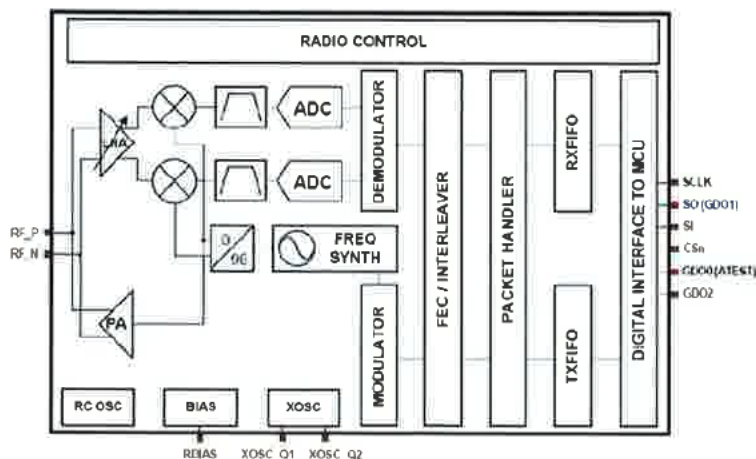 RADIO CONTROL
LNA
ADC
ADC
DEMODULATOR
FEC / INTERLEAVER
PACKET HANDLER
RXFIFO
DIGITAL INTERFACE TO MCU
SCLK
SO (GDO1)
SI
CSn
GDO0 (ATEST)
GDO2
RF_P
RF_N
0
90
FREQ
SYNTH
PA
MODULATOR
TXFIFO
RC OSC
BIAS
XOSC
RBIAS
XOSC_Q1
XOSC_Q2